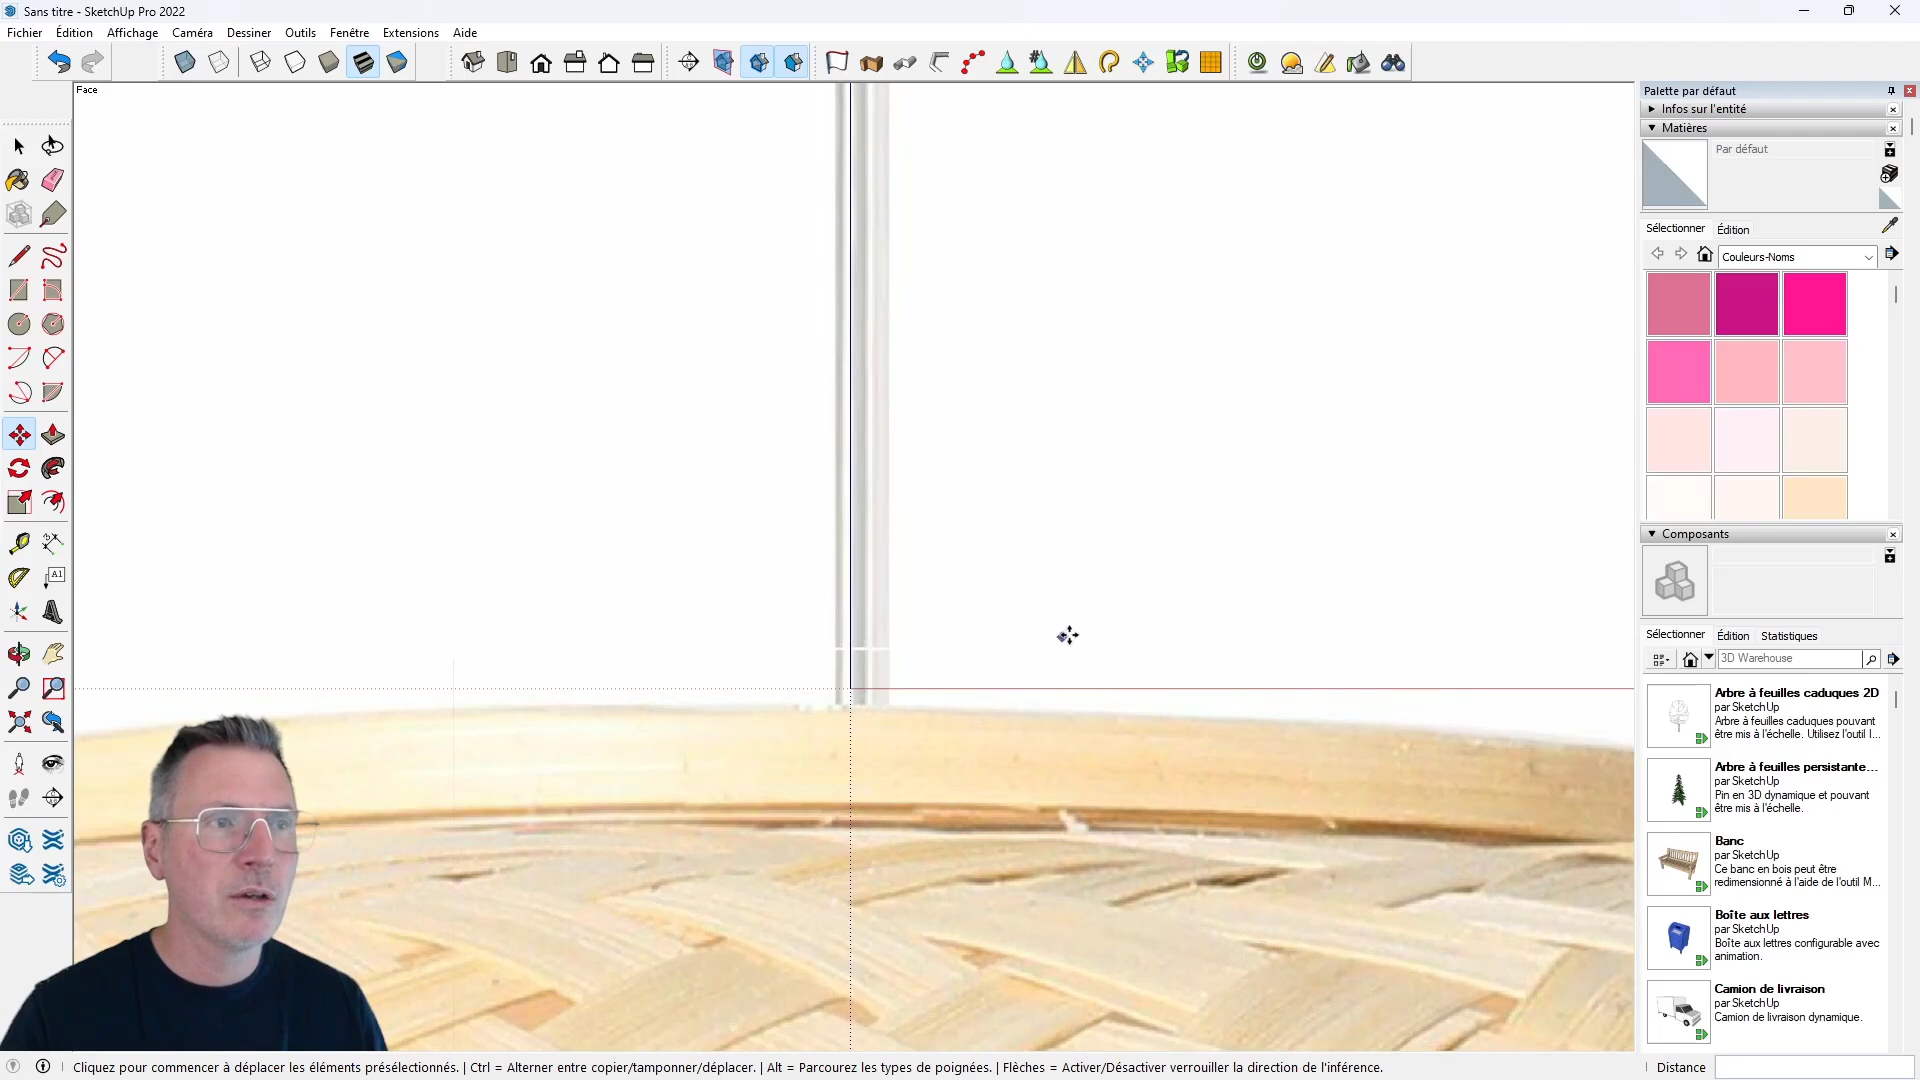 Sans titre - SketchUp Pro 2022
Fichier Édition Affichage Caméra Dessiner Outils Fenêtre Extensions Aide
Face
Palette par défaut
Infos sur l'entité
Matières
Par défaut
Sélectionner Édition
Couleurs-Noms
Composants
Sélectionner Édition Statistiques
3D Warehouse
Arbre à feuilles caduques 2D
par SketchUp
Arbre à feuilles caduques pouvant
être mis à l'échelle. Utilisez l'outil l...
Arbre à feuilles persistante...
par SketchUp
Pin en 3D dynamique et pouvant
être mis à l'échelle.
Banc
par SketchUp
Ce banc en bois peut être
redimensionné à l'aide de l'outil M...
Boîte aux lettres
par SketchUp
Boîte aux lettres configurable avec
animation.
Camion de livraison
par SketchUp
Camion de livraison dynamique.
Cliquez pour commencer à déplacer les éléments présélectionnés. | Ctrl = Alterner entre copier/tamponner/déplacer. | Alt = Parcourez les types de poignées. | Flèches = Activer/Désactiver verrouiller la direction de l'inférence.
Distance